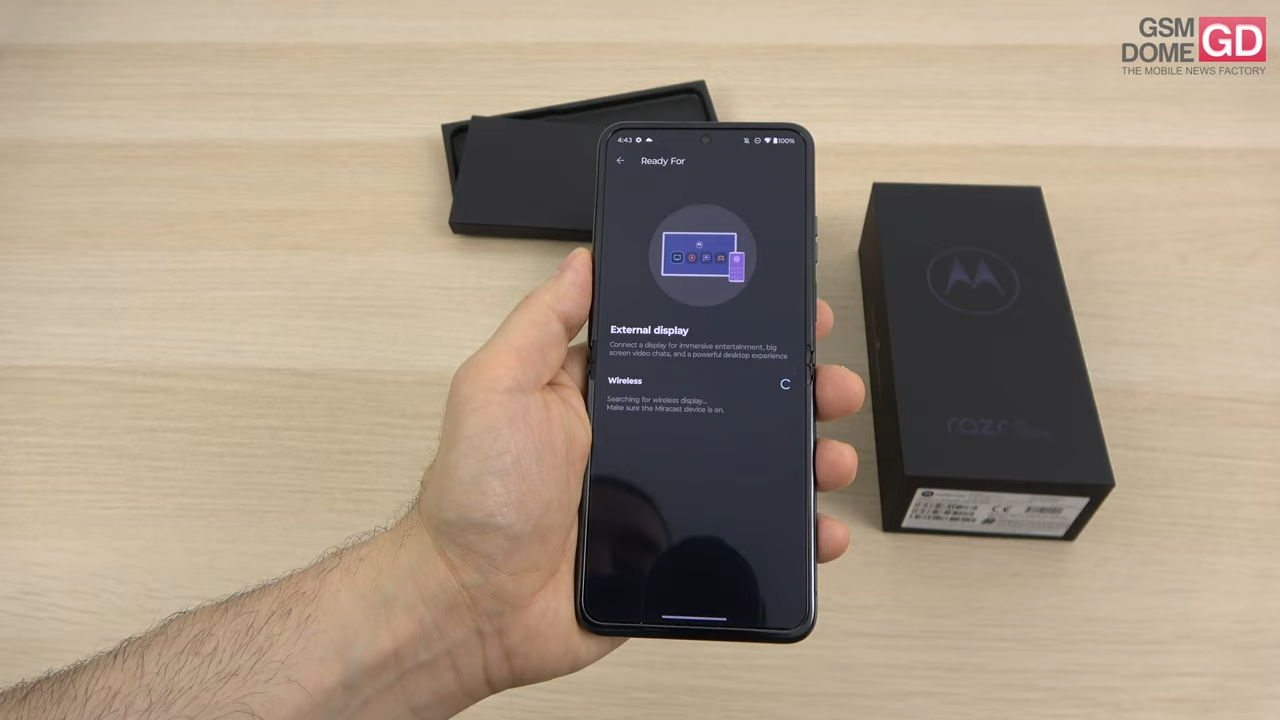 GSM
DOME GD
THE MOBILE NEWS FACTORY
4:43
100%
Ready For
External display
Connect a display for immersive entertainment, big
screen video chats, and a powerful desktop experience
Wireless
Searching for wireless display...
Make sure the Miracast device is on.
razr
CE